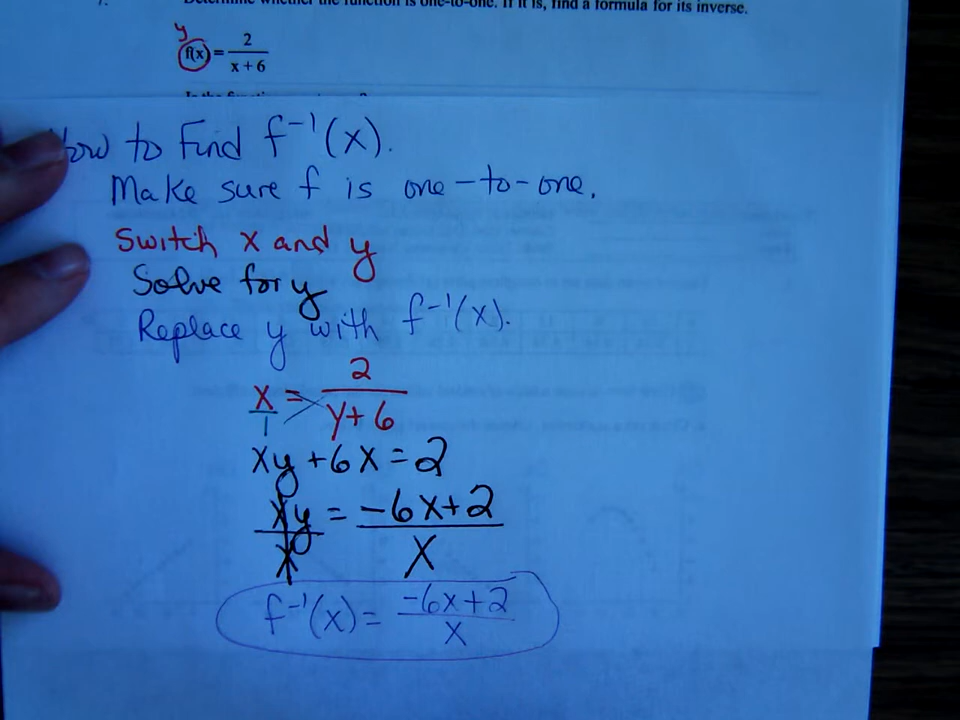 7. Determine whether the function is one-to-one. If it is, find a formula for its inverse.
y
f(x) = 2 / (x + 6)
How to Find f⁻¹(x).
Make sure f is one-to-one.
Switch x and y
Solve for y
Replace y with f⁻¹(x).
x/1 = 2 / (y + 6)
xy + 6x = 2
xy / x = (-6x + 2) / x
f⁻¹(x) = (-6x + 2) / x